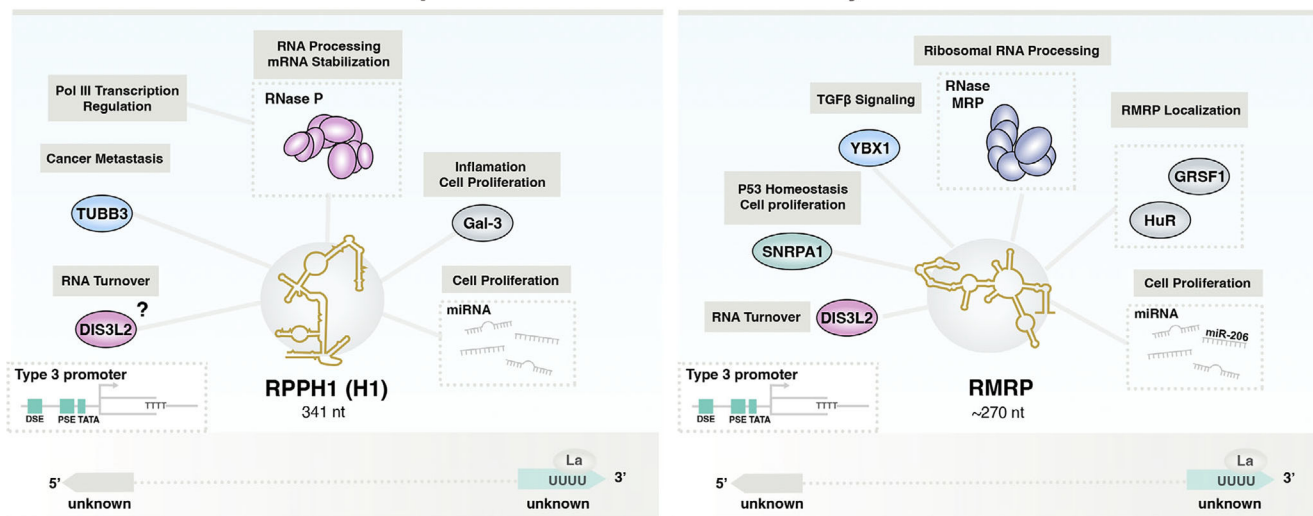 RNA Processing
mRNA Stabilization
RNase P
Pol III Transcription
Regulation
Cancer Metastasis
TUBB3
Inflamation
Cell Proliferation
Gal-3
RNA Turnover
DIS3L2
?
Cell Proliferation
miRNA
Type 3 promoter
DSE
PSE
TATA
TTTT
RPPH1 (H1)
341 nt
5’
unknown
La
UUUU
3’
unknown
Ribosomal RNA Processing
RNase
MRP
TGFβ Signaling
YBX1
RMRP Localization
GRSF1
HuR
P53 Homeostasis
Cell proliferation
SNRPA1
RNA Turnover
DIS3L2
Cell Proliferation
miRNA
miR-206
Type 3 promoter
DSE
PSE
TATA
TTTT
RMRP
~270 nt
5’
unknown
La
UUUU
3’
unknown